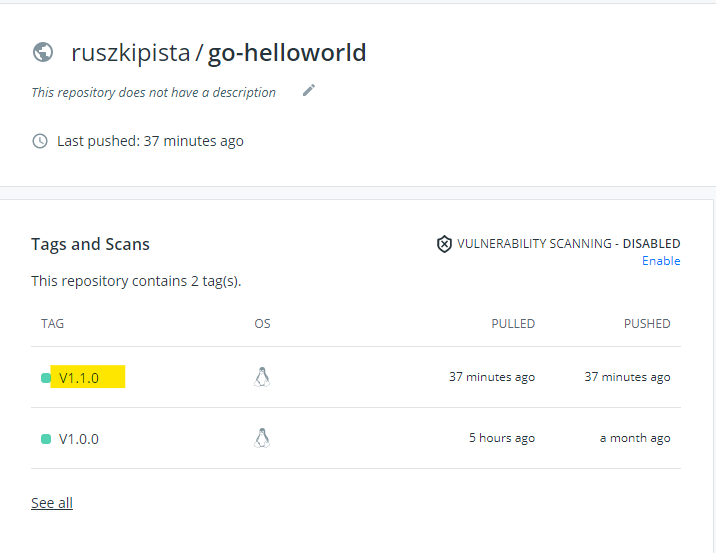 ruszkipista / go-helloworld
This repository does not have a description
Last pushed: 37 minutes ago
Tags and Scans
VULNERABILITY SCANNING - DISABLED
Enable
This repository contains 2 tag(s).
TAG OS PULLED PUSHED
V1.1.0 37 minutes ago 37 minutes ago
V1.0.0 5 hours ago a month ago
See all